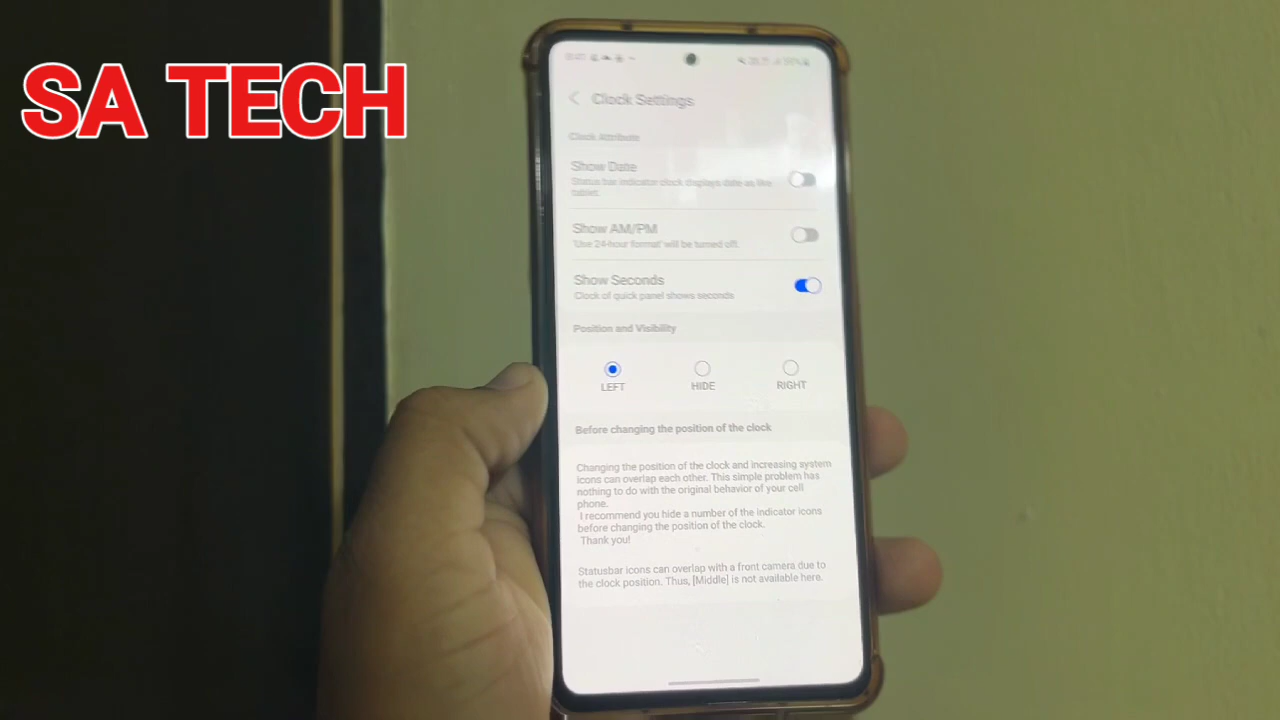 SA TECH
Clock Settings
Clock Attribute
Show Date
Status bar indicator clock displays date as like
tablet.
Show AM/PM
'Use 24-hour format' will be turned off.
Show Seconds
Clock of quick panel shows seconds
Position and Visibility
LEFT HIDE RIGHT
Before changing the position of the clock
Changing the position of the clock and increasing system
icons can overlap each other. This simple problem has
nothing to do with the original behavior of your cell
phone.
I recommend you hide a number of the indicator icons
before changing the position of the clock.
Thank you!
Statusbar icons can overlap with a front camera due to
the clock position. Thus, [Middle] is not available here.